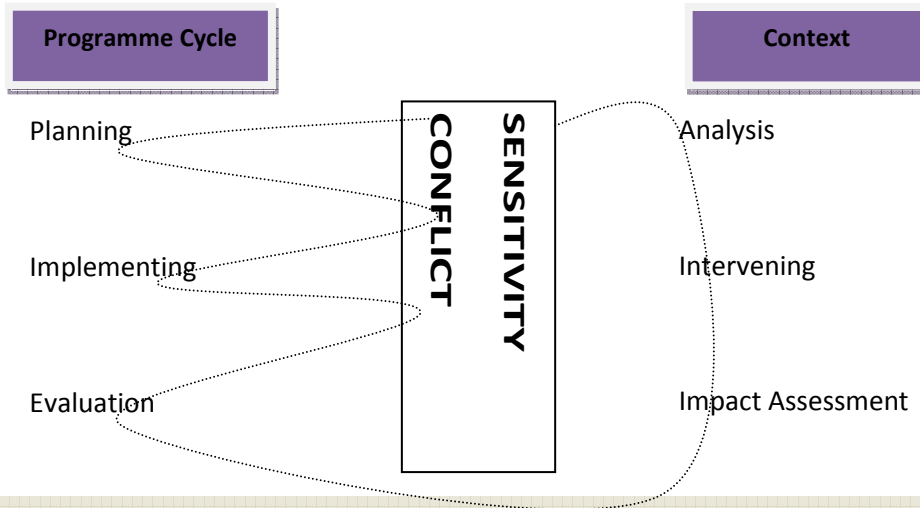 Programme Cycle
Context
Planning
Implementing
Evaluation
CONFLICT
SENSITIVITY
Analysis
Intervening
Impact Assessment